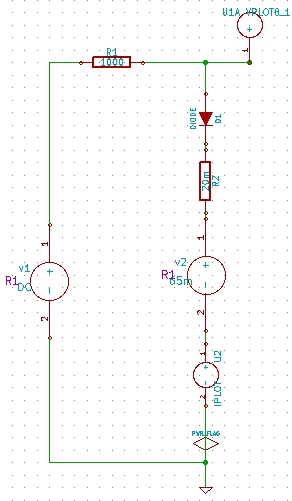 U1A VPLOT8_1
1
R1
1000
DIODE
D1
20m
R2
v1
1
R1
DC
2
v2
1
R1
65m
2
U2
1
2
IPLOT
PWR_FLAG